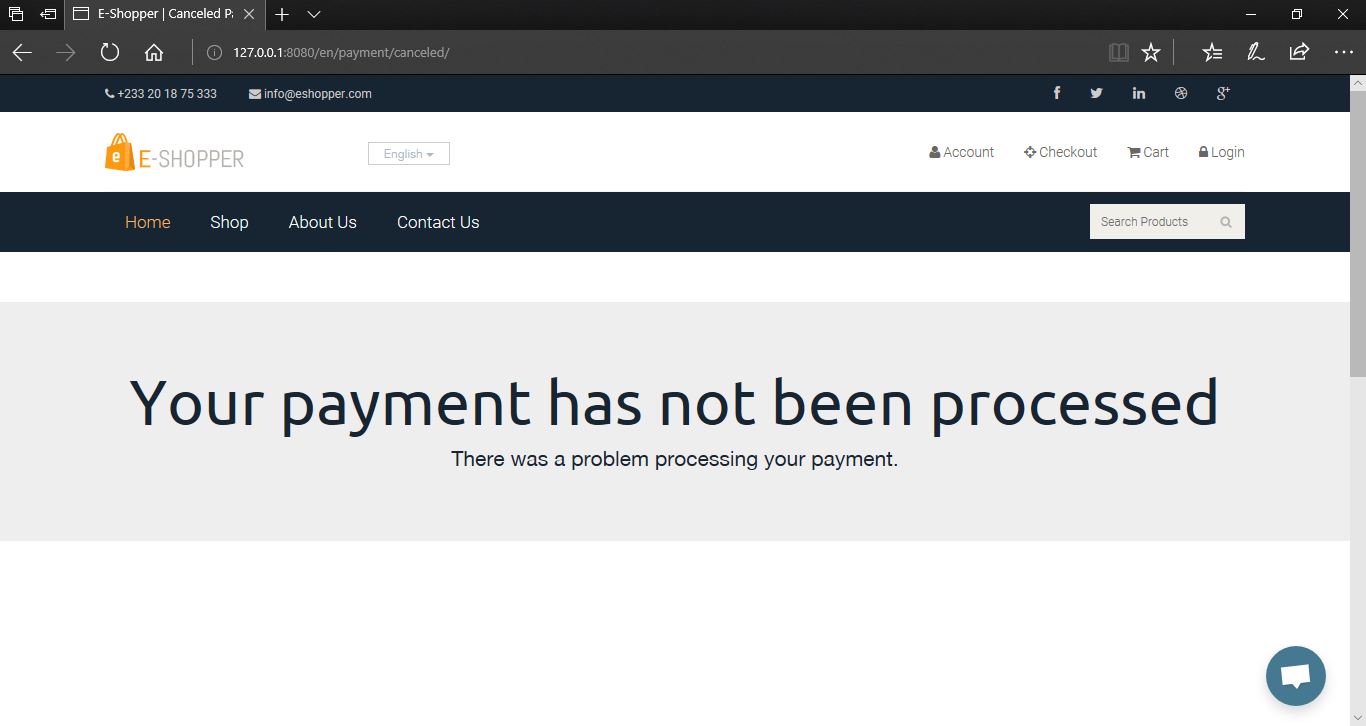 E-Shopper | Canceled Pa
127.0.0.1:8080/en/payment/canceled/
+233 20 18 75 333 info@eshopper.com
E-SHOPPER English Account Checkout Cart Login
Home Shop About Us Contact Us Search Products
Your payment has not been processed
There was a problem processing your payment.